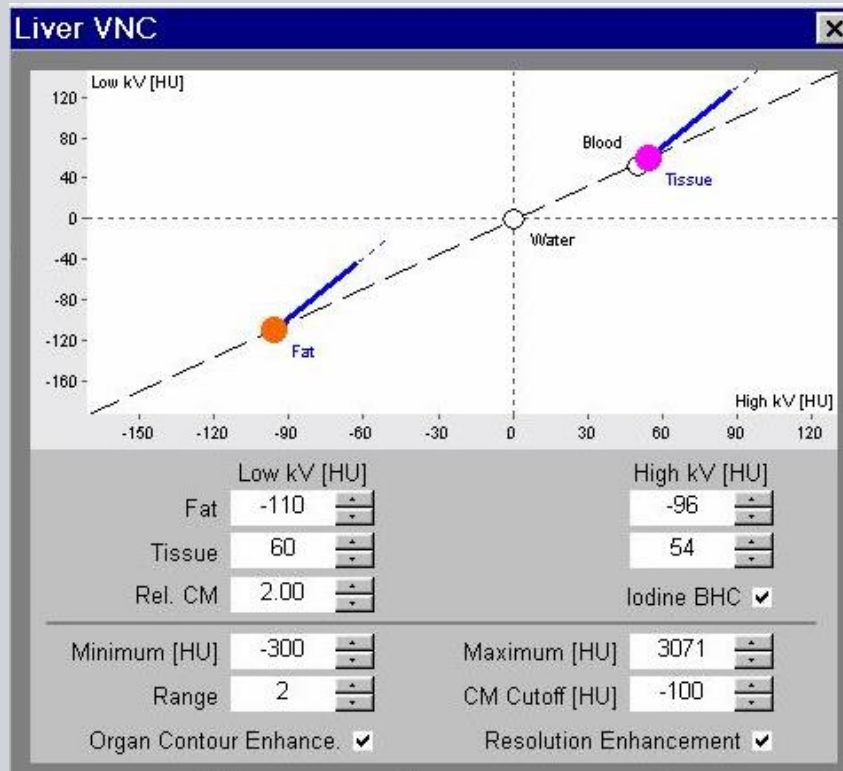 Liver VNC
Low kV [HU]
120
80
40
0
-40
-80
-120
-160
Blood
Tissue
Water
Fat
High kV [HU]
-150 -120 -90 -60 -30 0 30 60 90 120
Low kV [HU] High kV [HU]
Fat -110 -96
Tissue 60 54
Rel. CM 2.00 Iodine BHC
Minimum [HU] -300 Maximum [HU] 3071
Range 2 CM Cutoff [HU] -100
Organ Contour Enhance. Resolution Enhancement